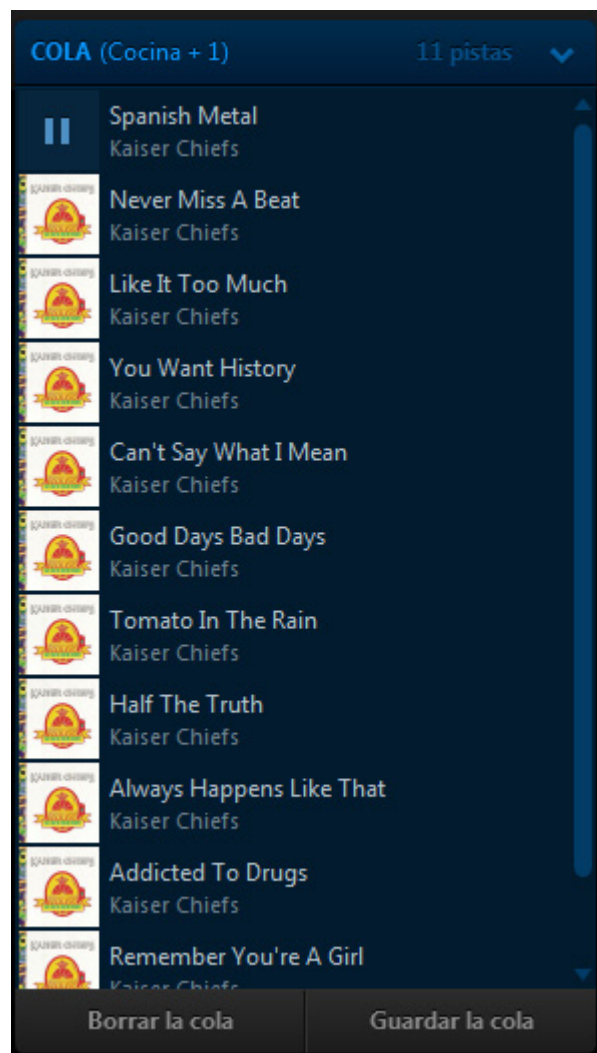 COLA (Cocina + 1) 11 pistas
Spanish Metal
Kaiser Chiefs
Never Miss A Beat
Kaiser Chiefs
Like It Too Much
Kaiser Chiefs
You Want History
Kaiser Chiefs
Can't Say What I Mean
Kaiser Chiefs
Good Days Bad Days
Kaiser Chiefs
Tomato In The Rain
Kaiser Chiefs
Half The Truth
Kaiser Chiefs
Always Happens Like That
Kaiser Chiefs
Addicted To Drugs
Kaiser Chiefs
Remember You're A Girl
Kaiser Chiefs
Borrar la cola Guardar la cola